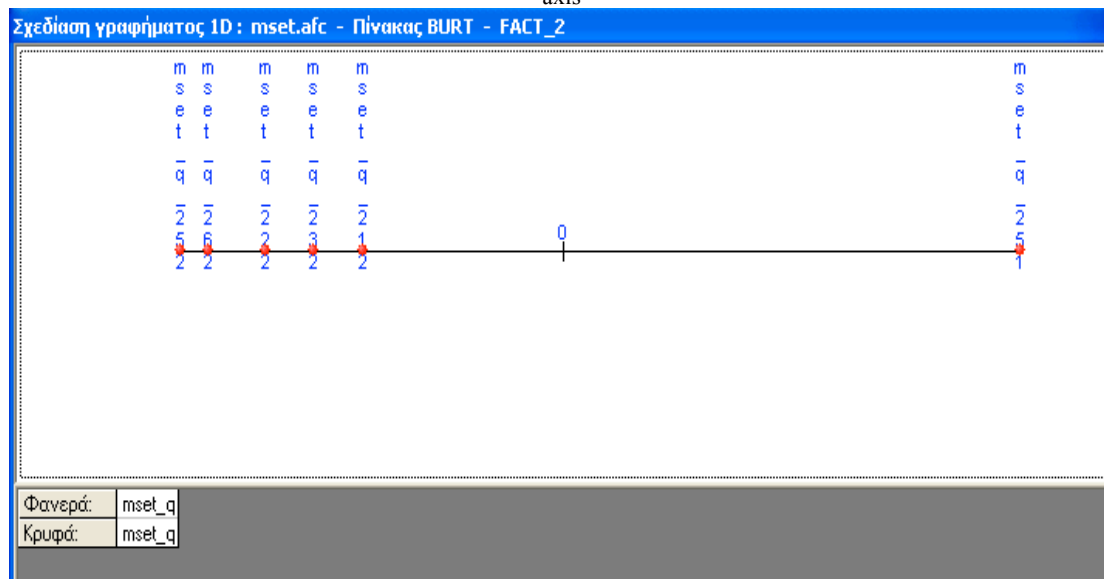 axis
Σχεδίαση γραφήματος 1D : mset.afc - Πίνακας BURT - FACT_2
mset_q_252
mset_q_262
mset_q_222
mset_q_232
mset_q_212
0
mset_q_251
Φανερά: mset_q
Κρυφά: mset_q